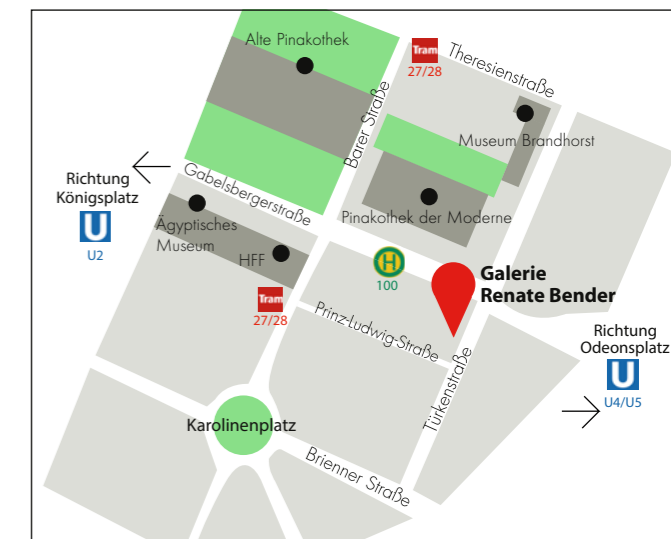 Alte Pinakothek
Tram
27/28
Theresienstraße
Barer Straße
Museum Brandhorst
Richtung
Königsplatz
U
U2
Gabelsbergerstraße
Ägyptisches
Museum
HFF
Pinakothek der Moderne
H
100
Galerie
Renate Bender
Tram
27/28
Prinz-Ludwig-Straße
Richtung
Odeonsplatz
U
U4/U5
Türkenstraße
Karolinenplatz
Brienner Straße